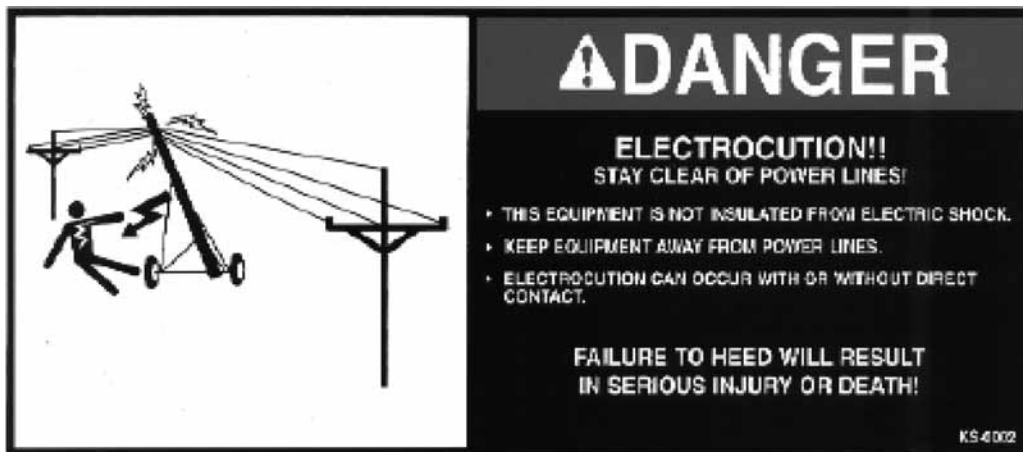 DANGER
ELECTROCUTION!!
STAY CLEAR OF POWER LINES!
• THIS EQUIPMENT IS NOT INSULATED FROM ELECTRIC SHOCK.
• KEEP EQUIPMENT AWAY FROM POWER LINES.
• ELECTROCUTION CAN OCCUR WITH OR WITHOUT DIRECT
CONTACT.
FAILURE TO HEED WILL RESULT
IN SERIOUS INJURY OR DEATH!